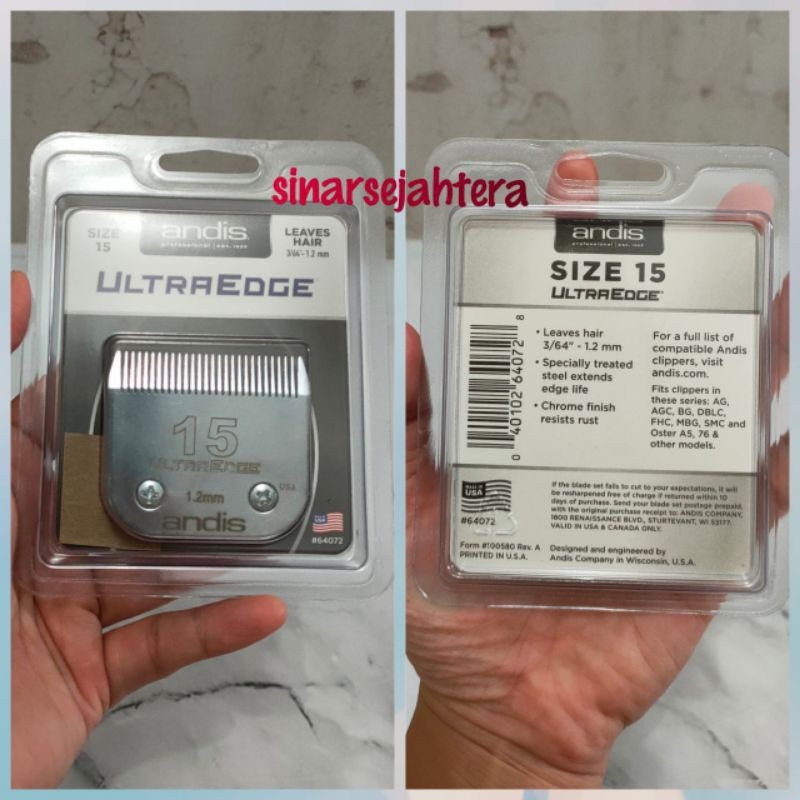 sinarsejahtera
SIZE
15
andis
professional | est. 1922
LEAVES
HAIR
3/64" - 1.2 mm
ULTRAEDGE
15
ULTRAEDGE
USA
1.2mm
andis
MADE IN
USA
#64072
andis
professional | est. 1922
SIZE 15
ULTRAEDGE
0 40102 64072 8
• Leaves hair
3/64" - 1.2 mm
• Specially treated
steel extends
edge life
• Chrome finish
resists rust
For a full list of
compatible Andis
clippers, visit
andis.com.
Fits clippers in
these series: AG,
AGC, BG, DBLC,
FHC, MBG, SMC and
Oster A5, 76 &
other models.
MADE IN
USA
#64072
If the blade set fails to cut to your expectations, it will
be resharpened free of charge if returned within 10
days of purchase. Send your blade set postage prepaid,
with the original purchase receipt to: ANDIS COMPANY,
1800 RENAISSANCE BLVD., STURTEVANT, WI 53177.
VALID IN USA & CANADA ONLY.
Form #100580 Rev. A
PRINTED IN U.S.A.
Designed and engineered by
Andis Company in Wisconsin, U.S.A.